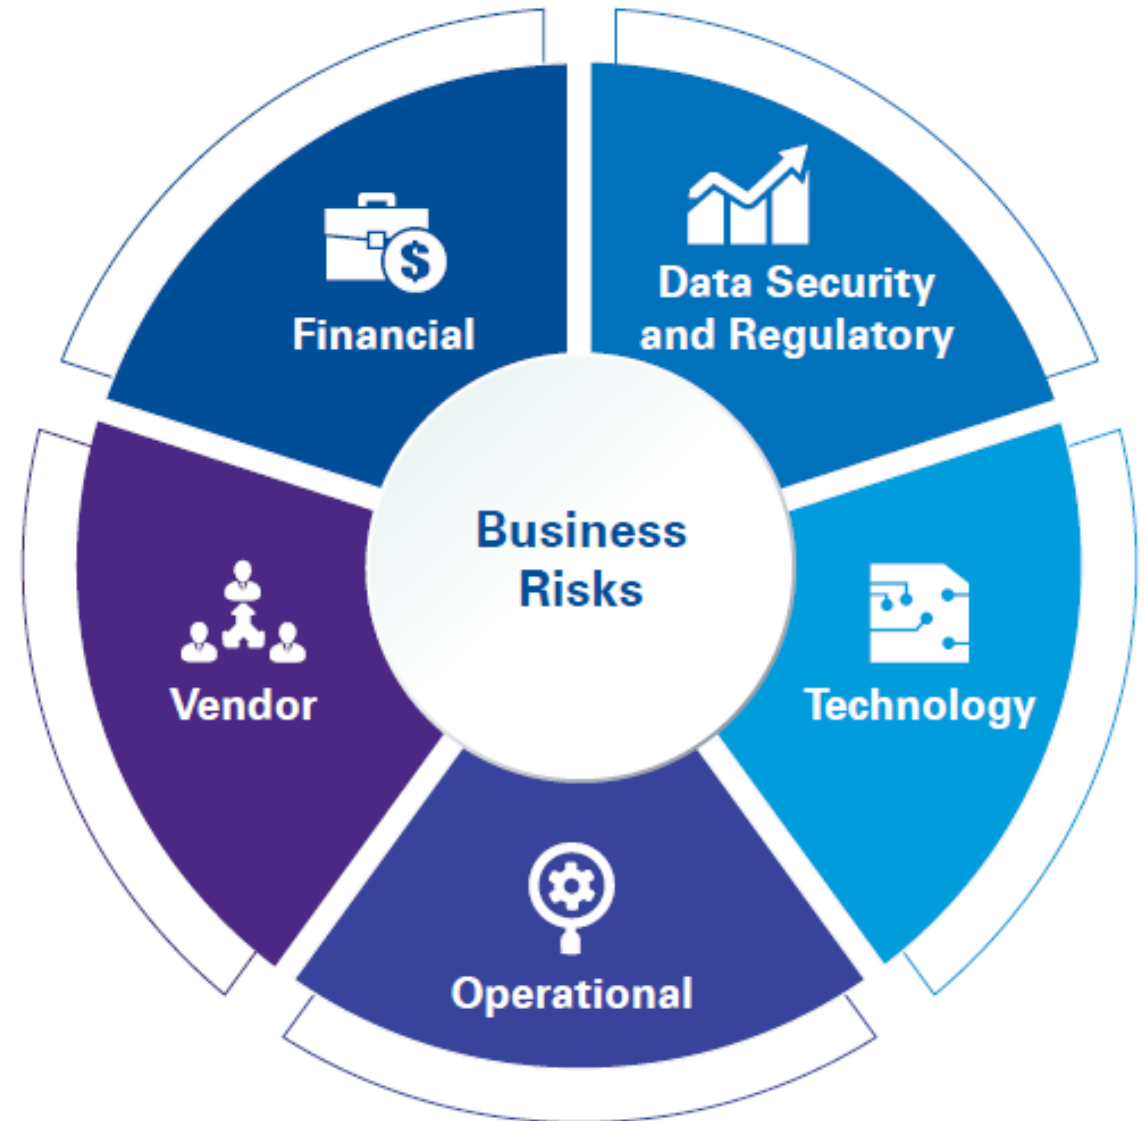 Financial
Data Security
and Regulatory
Business
Risks
Vendor
Technology
Operational
$